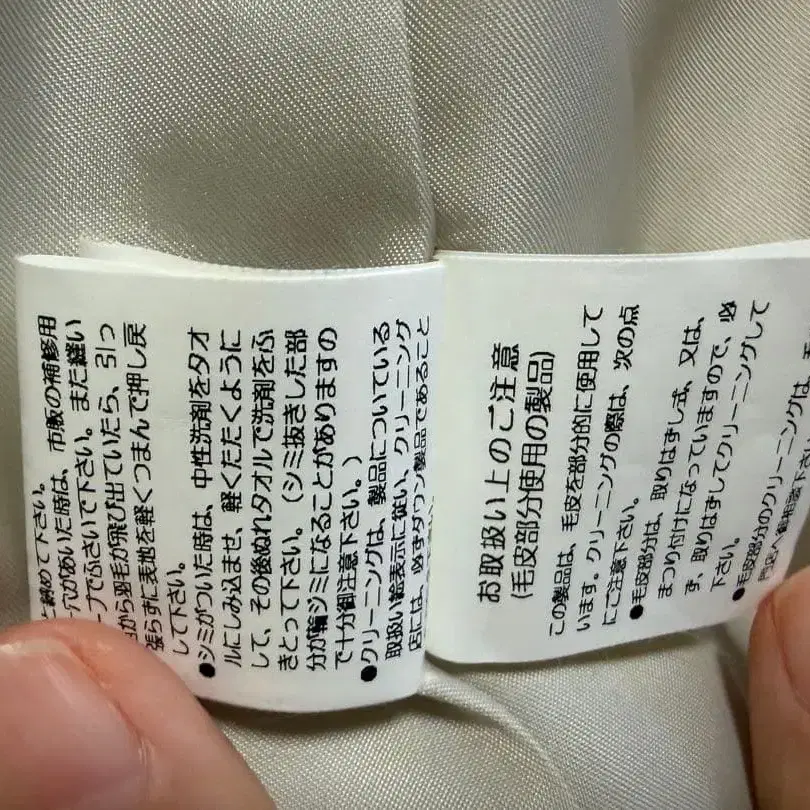 と納めて下さい。
穴があいた時は、市販の補修用
ープでふさいで下さい。また縫い
から羽毛が飛び出ていたら、引っ
張らずに表地を軽くつまんで押し戻
して下さい。
●シミがついた時は、中性洗剤をタオ
ルにしみ込ませ、軽くたたくように
して、その後ぬれタオルで洗剤をふ
きとって下さい。（シミ抜きした部
分が輪ジミになることがありますの
で十分御注意下さい。）
●クリーニングは、製品についている
取扱い絵表示に従い、クリーニング
店には、必ずダウン製品であること
お取扱い上のご注意
(毛皮部分使用の製品)
この製品は、毛皮を部分的に使用して
います。クリーニングの際は、次の点
にご注意下さい。
●毛皮部分は、取りはずし式、又は、
まつり付けになっていますので、必
ず、取りはずしてクリーニングして
下さい。
●毛皮部分のクリーニングは、毛